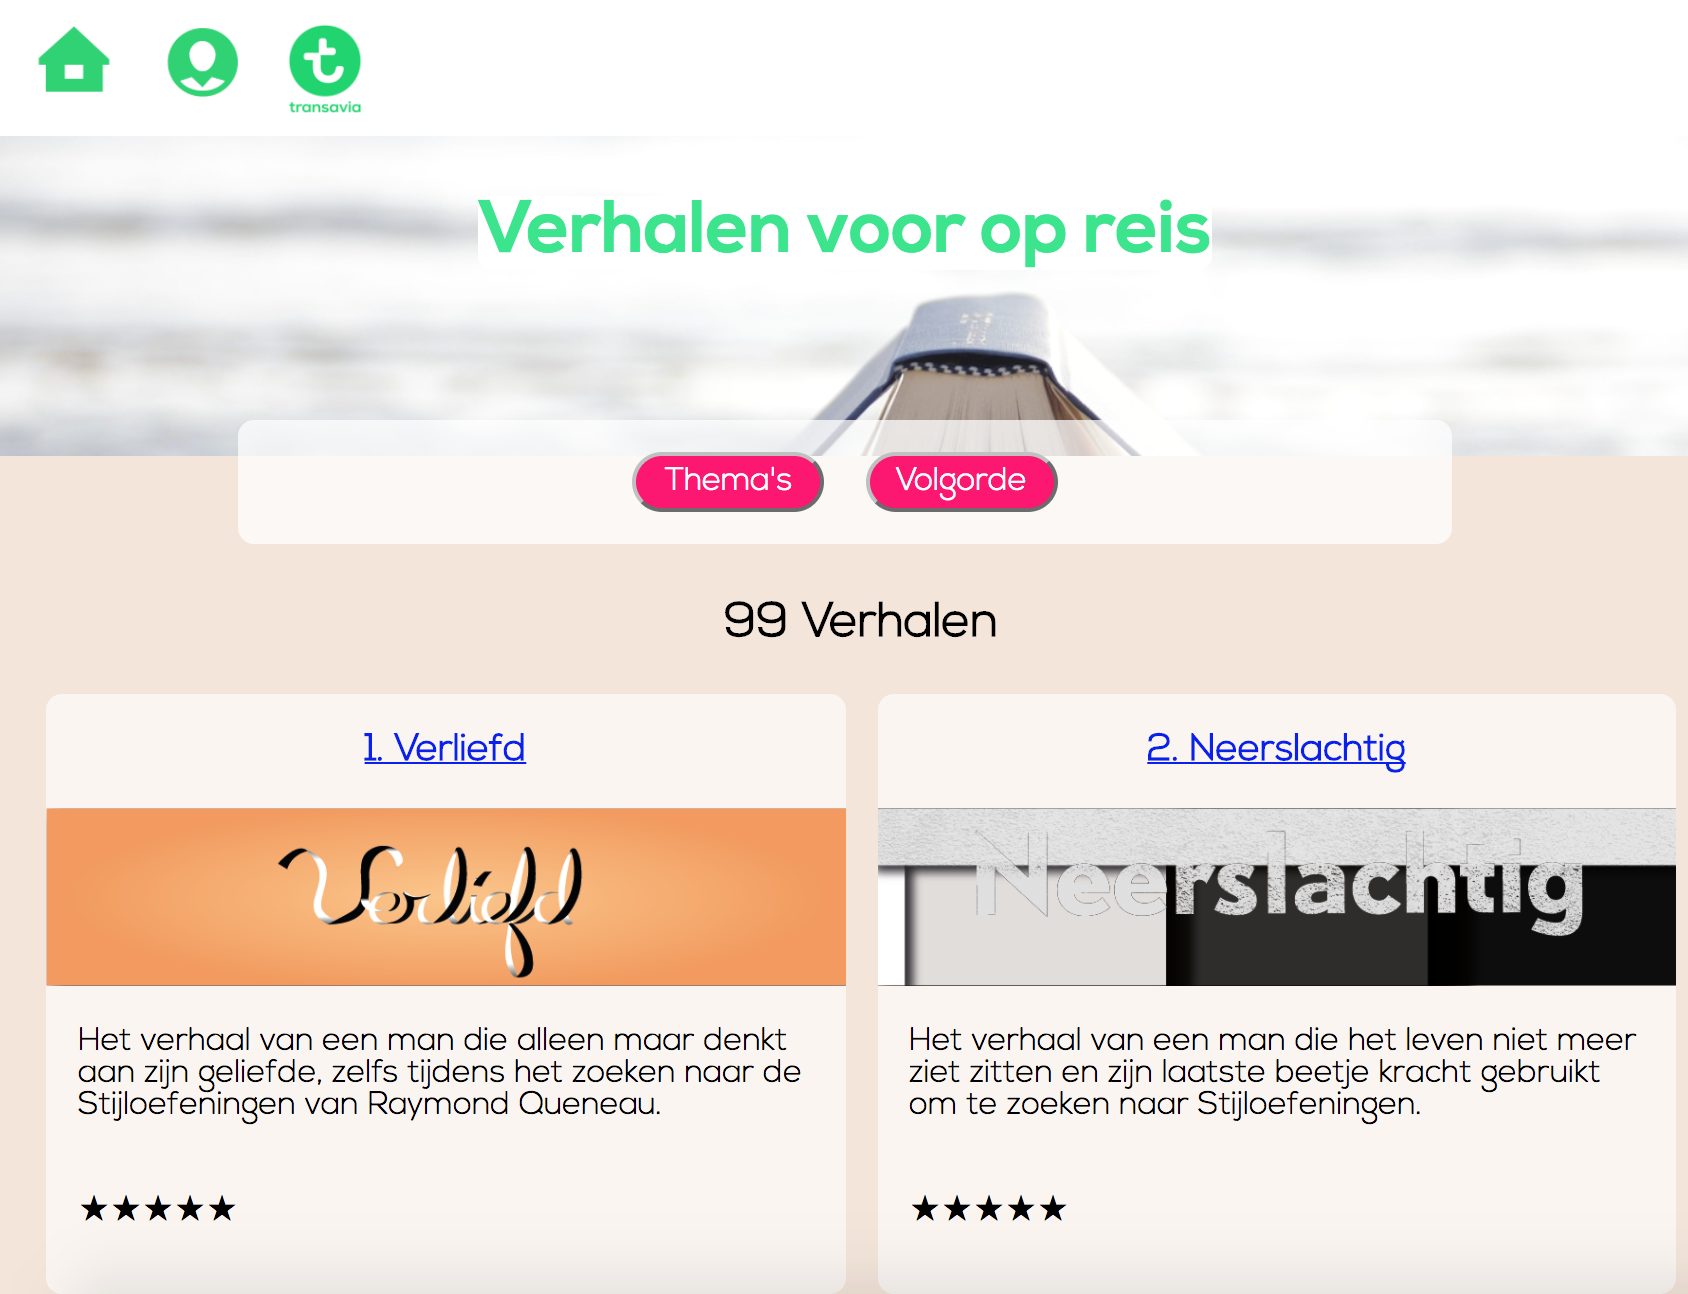 transavia
Verhalen voor op reis
Thema's
Volgorde
99 Verhalen
1. Verliefd
Verliefd
Het verhaal van een man die alleen maar denkt
aan zijn geliefde, zelfs tijdens het zoeken naar de
Stijloefeningen van Raymond Queneau.
★★★★★
2. Neerslachtig
Neerslachtig
Het verhaal van een man die het leven niet meer
ziet zitten en zijn laatste beetje kracht gebruikt
om te zoeken naar Stijloefeningen.
★★★★★